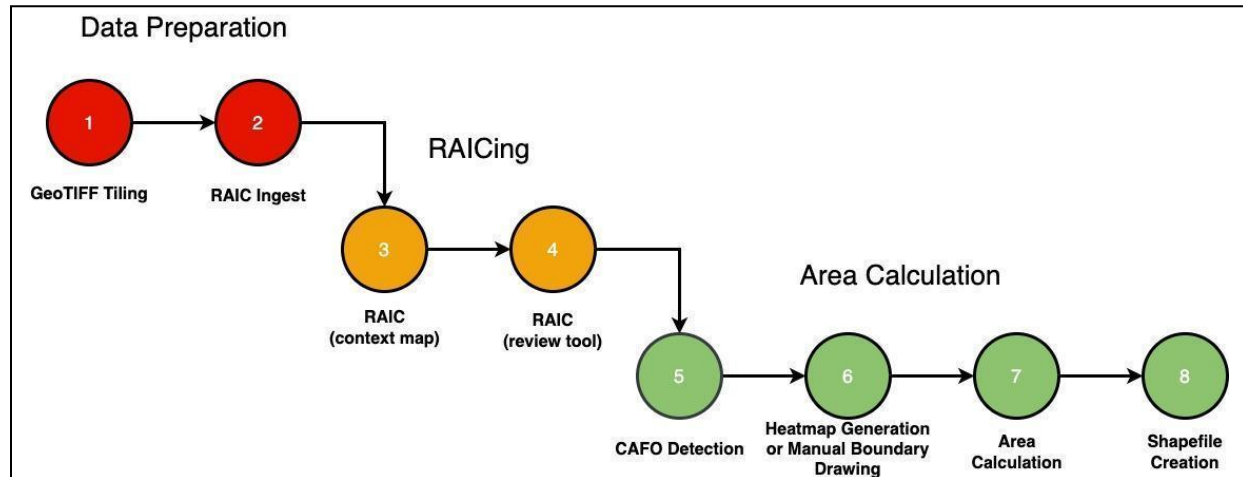 Data Preparation
1
2
GeoTIFF Tiling
RAIC Ingest
RAICing
3
4
RAIC
(context map)
RAIC
(review tool)
Area Calculation
5
6
7
8
CAFO Detection
Heatmap Generation
or Manual Boundary
Drawing
Area
Calculation
Shapefile
Creation